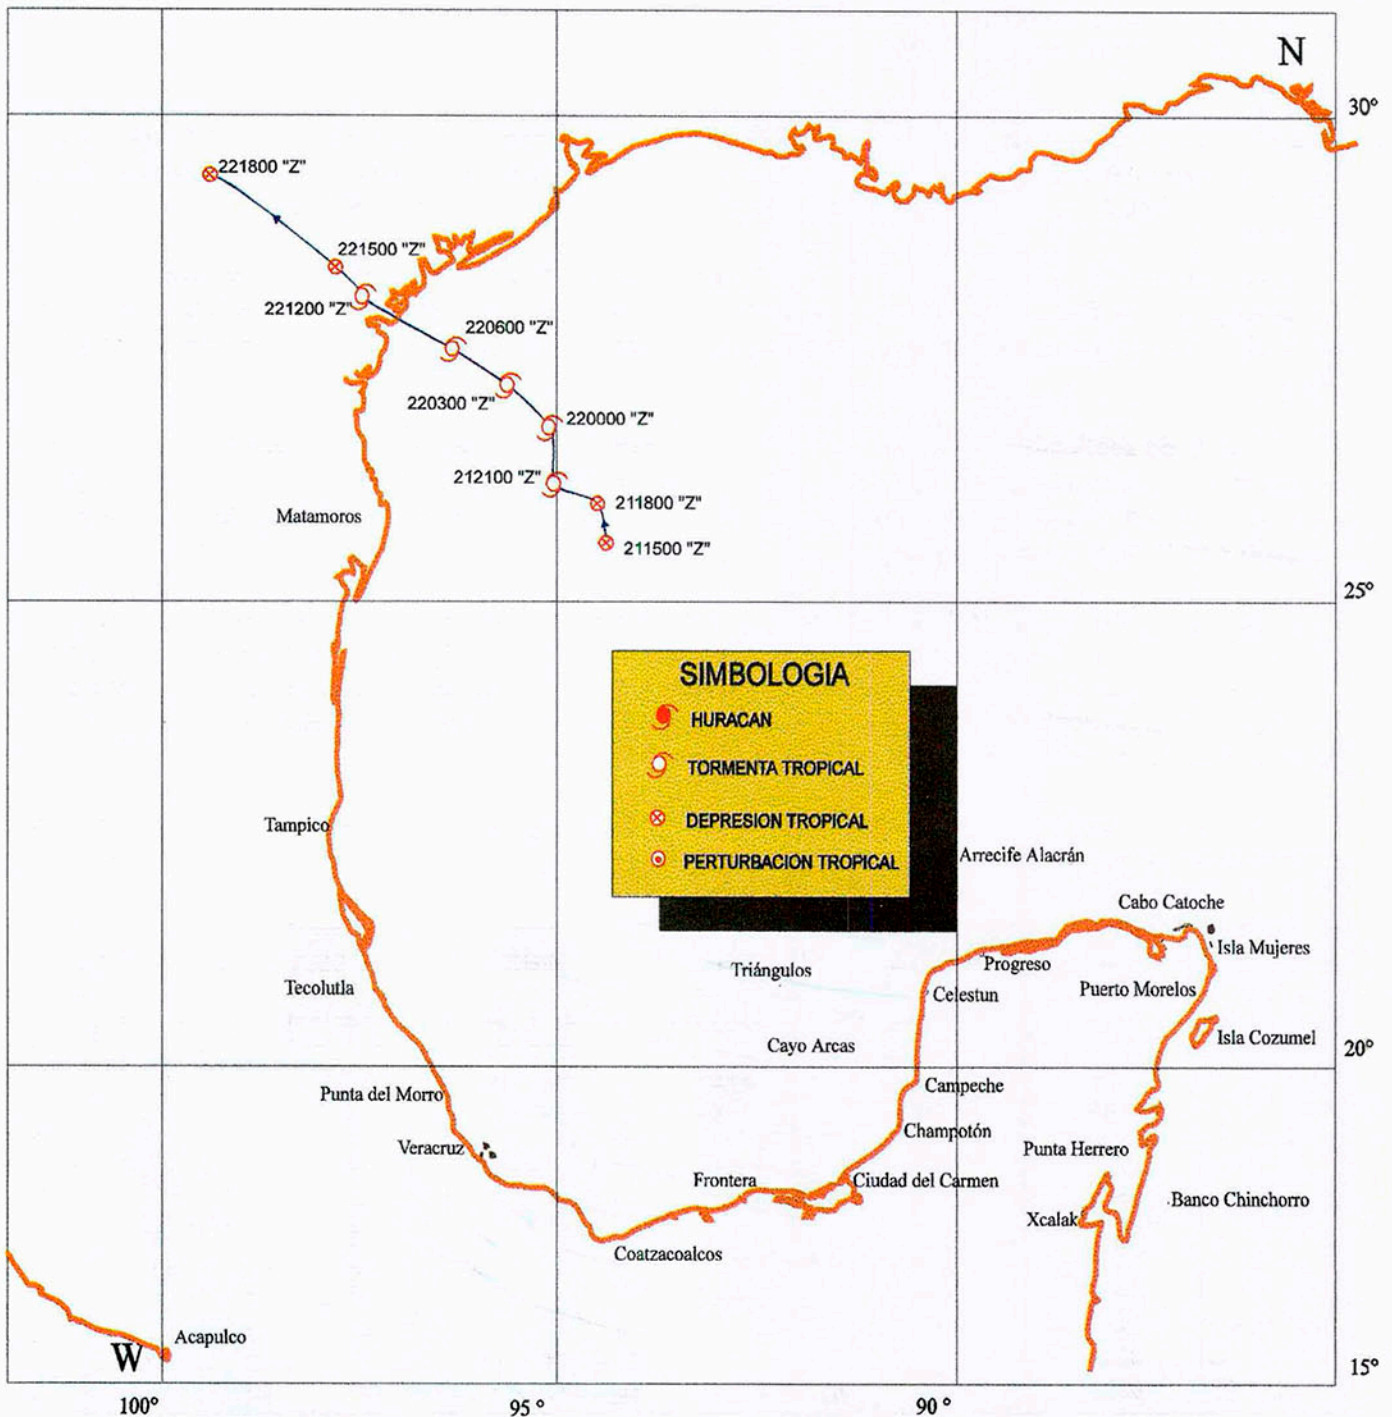 N
30°
221800 "Z"
221500 "Z"
221200 "Z"
220600 "Z"
220300 "Z"
220000 "Z"
212100 "Z"
211800 "Z"
211500 "Z"
Matamoros
25°
SIMBOLOGIA
HURACAN
TORMENTA TROPICAL
DEPRESION TROPICAL
PERTURBACION TROPICAL
Tampico
Arrecife Alacrán
Cabo Catoche
Isla Mujeres
Progreso
Triángulos
Tecolutla
Celestun
Puerto Morelos
Isla Cozumel
Cayo Arcas
20°
Campeche
Punta del Morro
Champotón
Veracruz
Punta Herrero
Frontera
Ciudad del Carmen
Banco Chinchorro
Xcalak
Coatzacoalcos
Acapulco
W
15°
100°
95 °
90 °